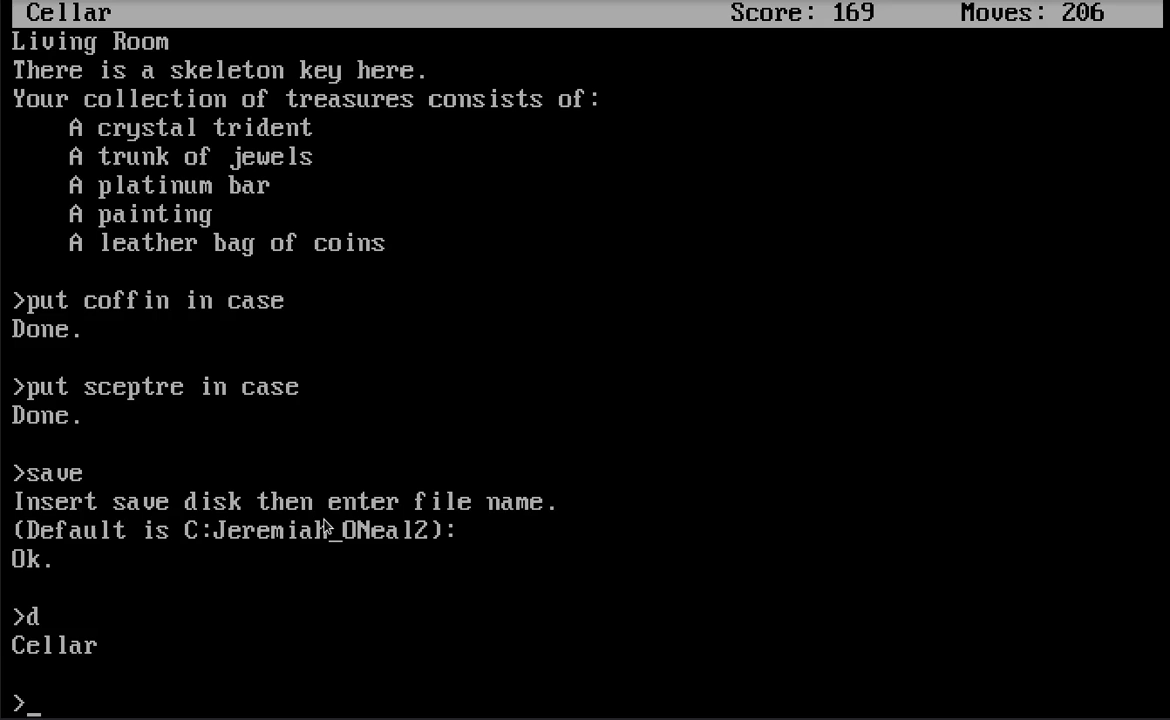 Cellar Score: 169 Moves: 206
Living Room
There is a skeleton key here.
Your collection of treasures consists of:
A crystal trident
A trunk of jewels
A platinum bar
A painting
A leather bag of coins
>put coffin in case
Done.
>put sceptre in case
Done.
>save
Insert save disk then enter file name.
(Default is C:Jeremiah_ONeal2):
Ok.
>d
Cellar
>_